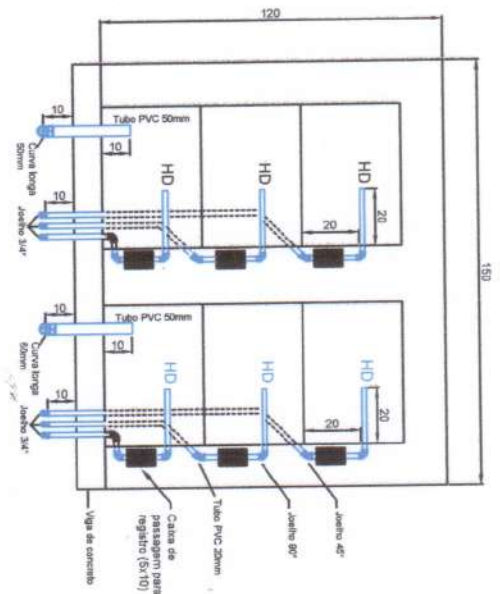 120
150
10
Curva longa
50mm
Tubo PVC 50mm
10
10
Joelho 3/4"
HD
HD
HD
20
20
10
Curva longa
50mm
Tubo PVC 50mm
10
10
Joelho 3/4"
HD
HD
HD
20
20
Viga de concreto
Caixa de
passagem para
registro (5x10)
Tubo PVC 20mm
Joelho 90°
Joelho 45°